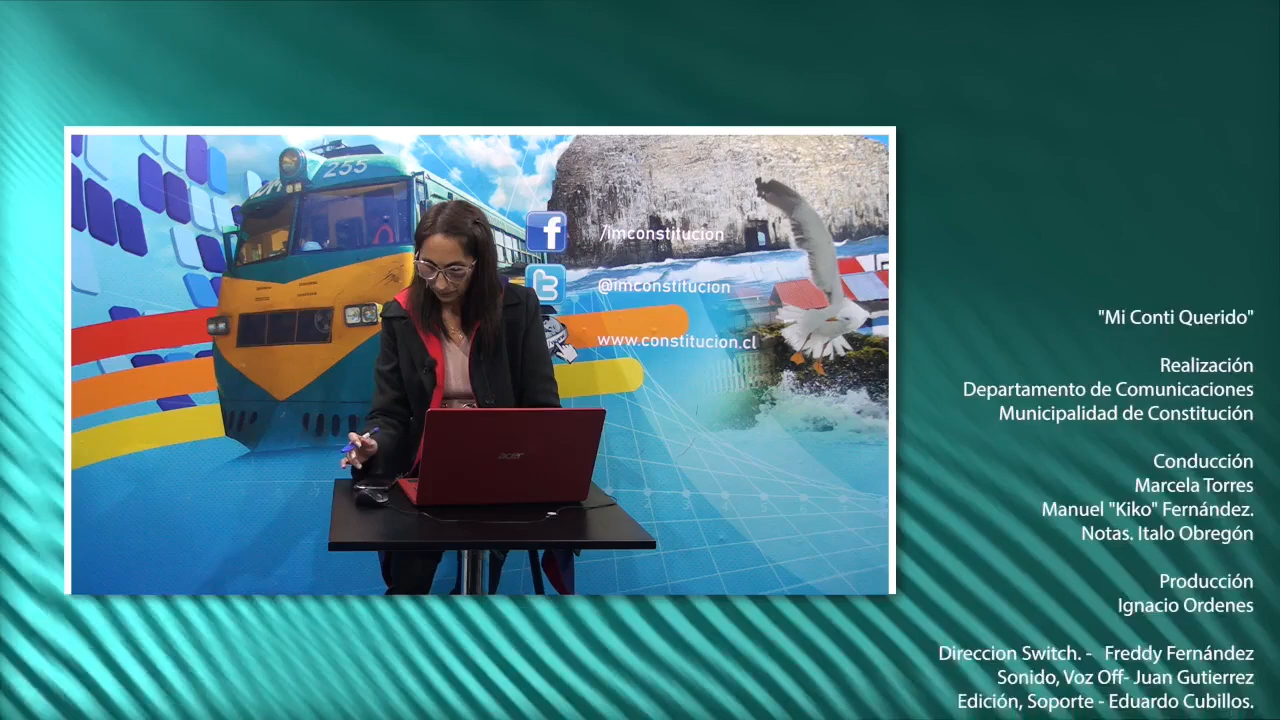 255
f
/imconstitucion
@imconstitucion
www.constitucion.cl
acer
"Mi Conti Querido"
Realización
Departamento de Comunicaciones
Municipalidad de Constitución
Conducción
Marcela Torres
Manuel "Kiko" Fernández.
Notas. Italo Obregón
Producción
Ignacio Ordenes
Direccion Switch. - Freddy Fernández
Sonido, Voz Off- Juan Gutierrez
Edición, Soporte - Eduardo Cubillos.